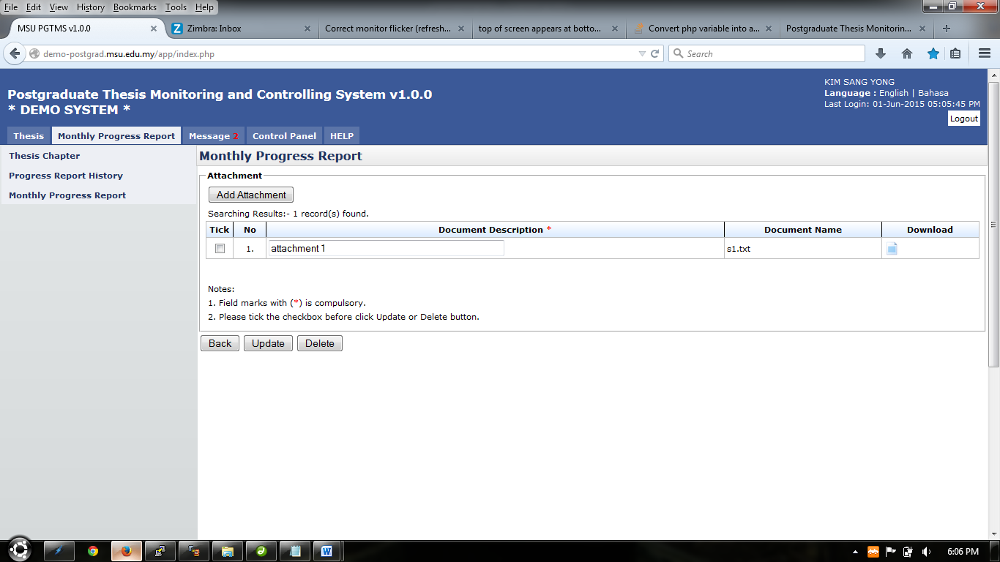 File Edit View History Bookmarks Tools Help
MSU PGTMS v1.0.0 Zimbra: Inbox Correct monitor flicker (refresh... top of screen appears at botto... Convert php variable into a... Postgraduate Thesis Monitorin...
demo-postgrad.msu.edu.my/app/index.php Search
KIM SANG YONG
Postgraduate Thesis Monitoring and Controlling System v1.0.0
Language : English | Bahasa
* DEMO SYSTEM *
Last Login: 01-Jun-2015 05:05:45 PM
Logout
Thesis Monthly Progress Report Message 2 Control Panel HELP
Thesis Chapter
Progress Report History
Monthly Progress Report
Monthly Progress Report
Attachment
Add Attachment
Searching Results:- 1 record(s) found.
Tick No Document Description * Document Name Download
1. attachment 1 s1.txt
Notes:
1. Field marks with (*) is compulsory.
2. Please tick the checkbox before click Update or Delete button.
Back Update Delete
6:06 PM